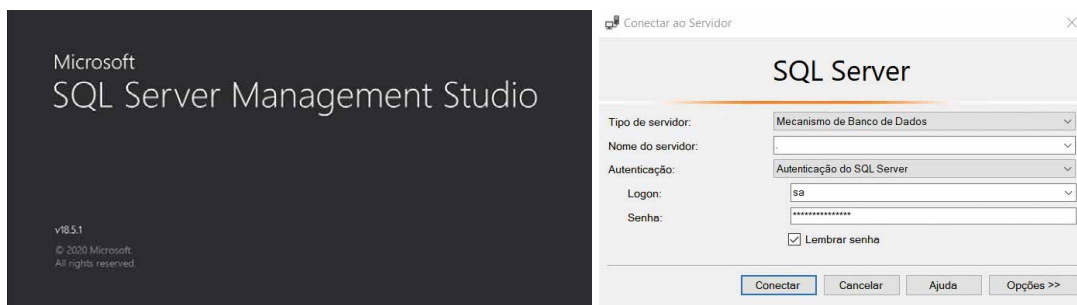 Microsoft
SQL Server Management Studio
v18.5.1
© 2020 Microsoft.
All rights reserved.
Conectar ao Servidor
SQL Server
Tipo de servidor: Mecanismo de Banco de Dados
Nome do servidor: .
Autenticação: Autenticação do SQL Server
Logon: sa
Senha: ***************
Lembrar senha
Conectar Cancelar Ajuda Opções >>